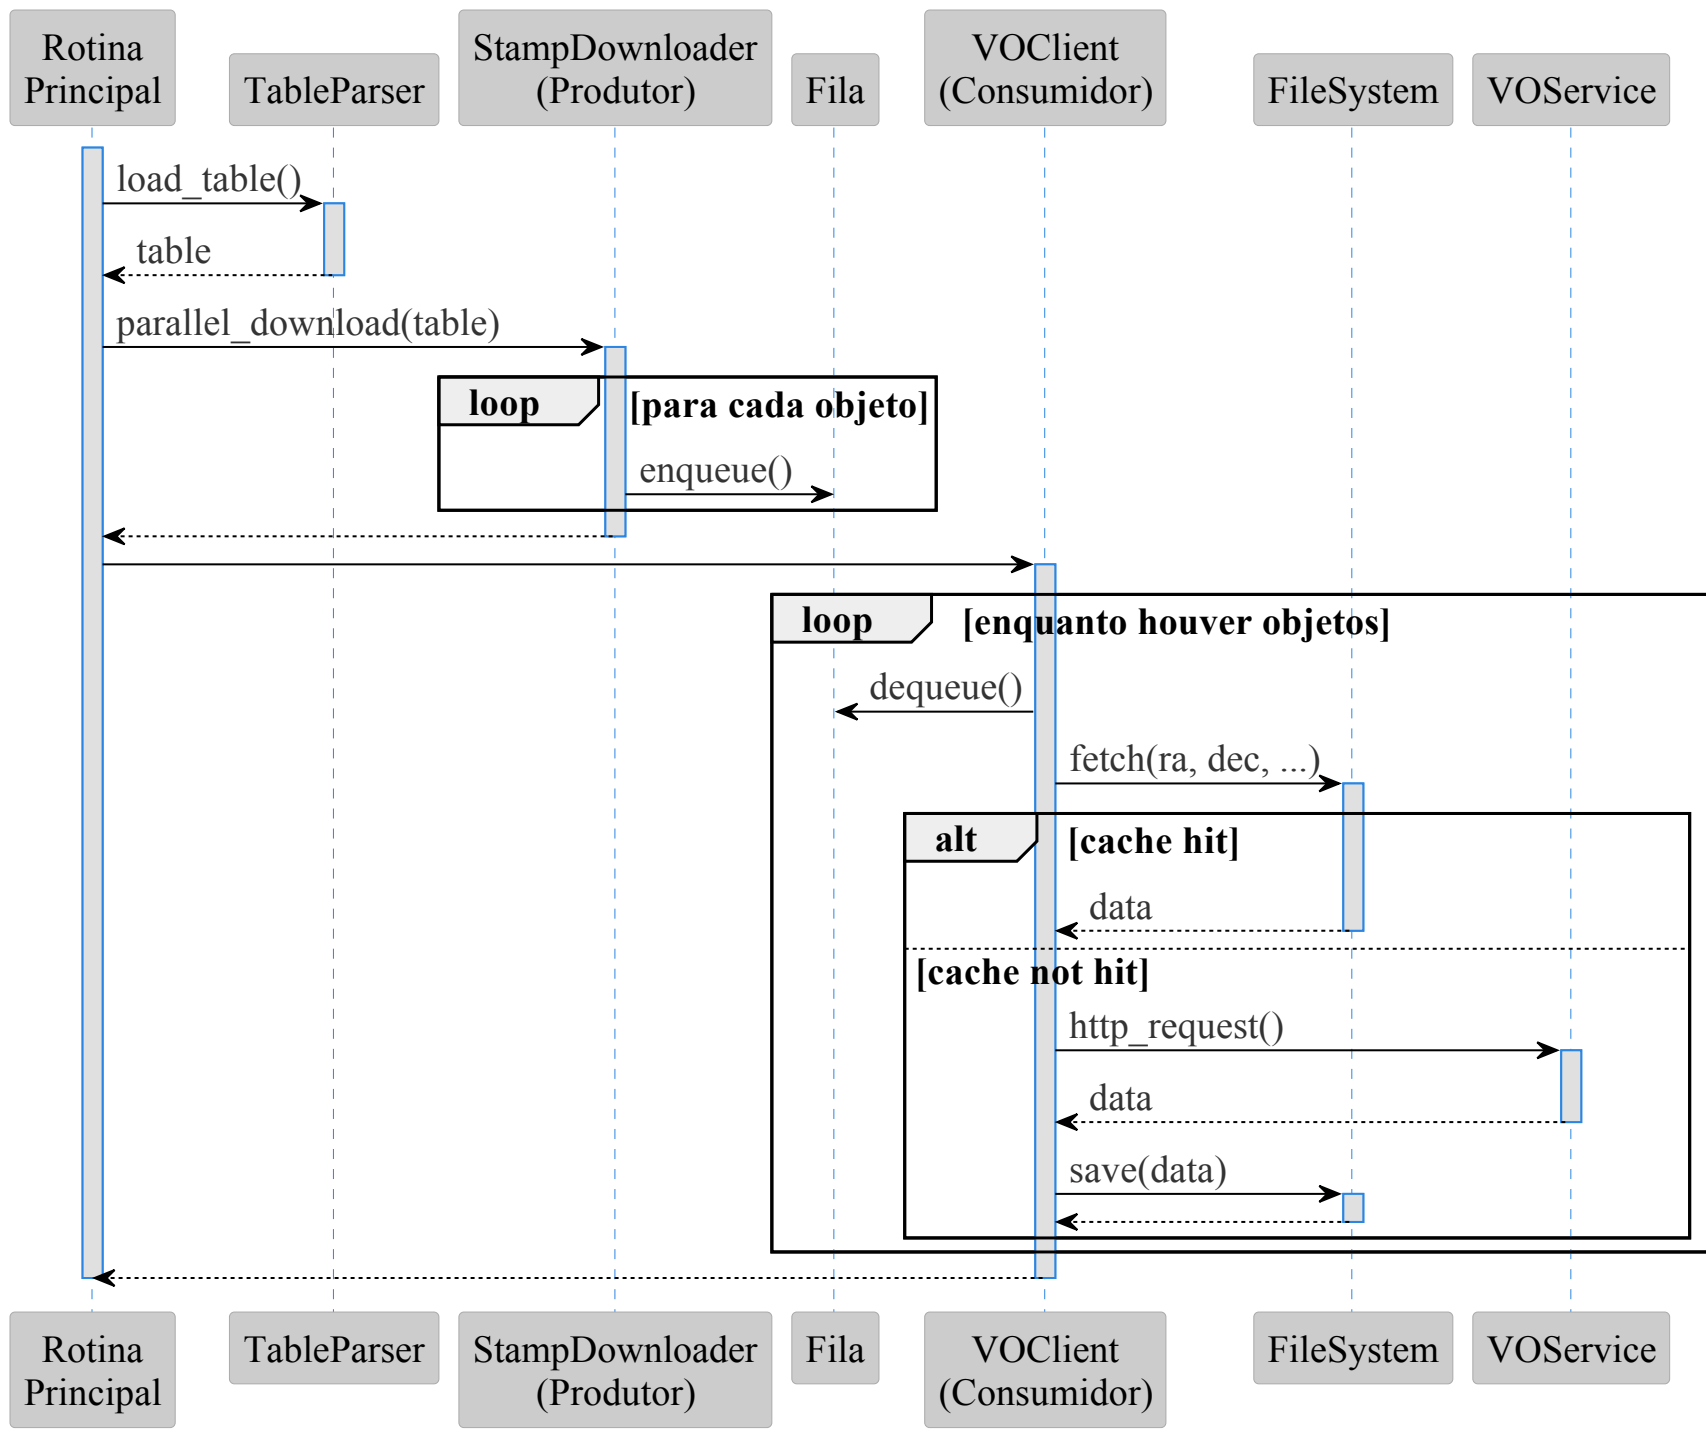 Rotina
Principal
TableParser
StampDownloader
(Produtor)
Fila
VOClient
(Consumidor)
FileSystem
VOService
load_table()
table
parallel_download(table)
loop
[para cada objeto]
enqueue()
loop
[enquanto houver objetos]
dequeue()
fetch(ra, dec, ...)
alt
[cache hit]
data
[cache not hit]
http_request()
data
save(data)
Rotina
Principal
TableParser
StampDownloader
(Produtor)
Fila
VOClient
(Consumidor)
FileSystem
VOService